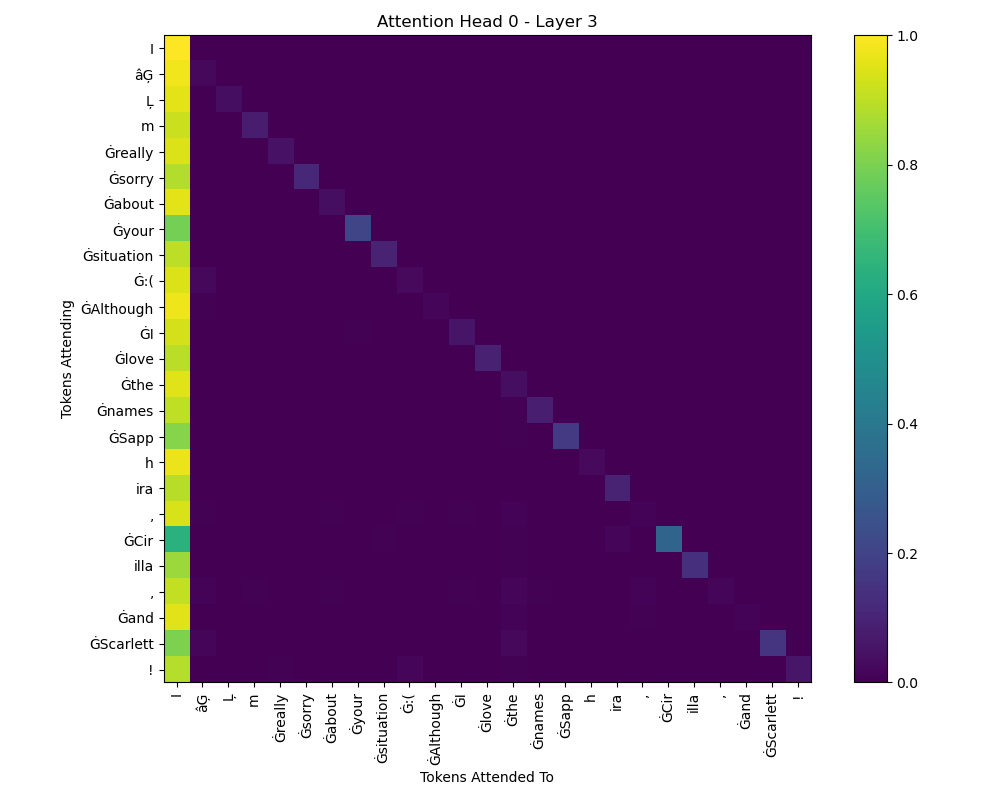 Attention Head 0 - Layer 3
Tokens Attending
I
âĢ
Ļ
m
Ġreally
Ġsorry
Ġabout
Ġyour
Ġsituation
Ġ:(
ĠAlthough
ĠI
Ġlove
Ġthe
Ġnames
ĠSapp
h
ira
,
ĠCir
illa
,
Ġand
ĠScarlett
!
I
âĢ
Ļ
m
Ġreally
Ġsorry
Ġabout
Ġyour
Ġsituation
Ġ:(
ĠAlthough
ĠI
Ġlove
Ġthe
Ġnames
ĠSapp
h
ira
,
ĠCir
illa
,
Ġand
ĠScarlett
!
Tokens Attended To
1.0
0.8
0.6
0.4
0.2
0.0